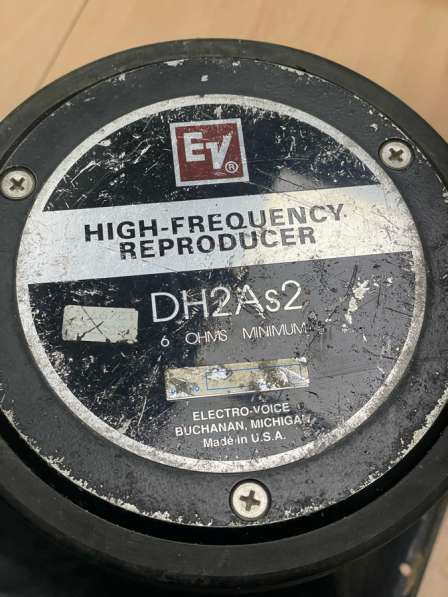 EV®
HIGH-FREQUENCY
REPRODUCER
DH2As2
6 OHMS MINIMUM
ELECTRO-VOICE
BUCHANAN, MICHIGAN
Made in U.S.A.